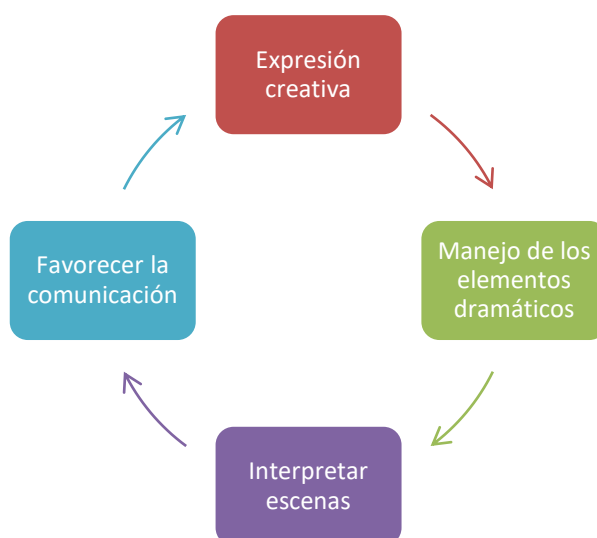 Expresión
creativa
Manejo de los
elementos
dramáticos
Interpretar
escenas
Favorecer la
comunicación